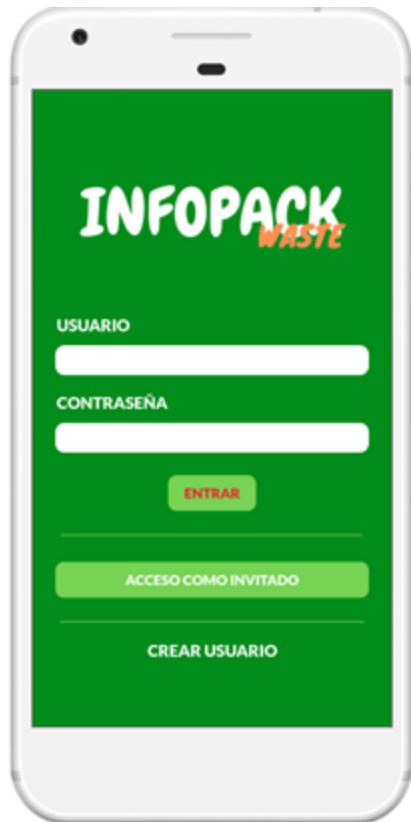 INFOPACK
WASTE
USUARIO
CONTRASEÑA
ENTRAR
ACCESO COMO INVITADO
CREAR USUARIO